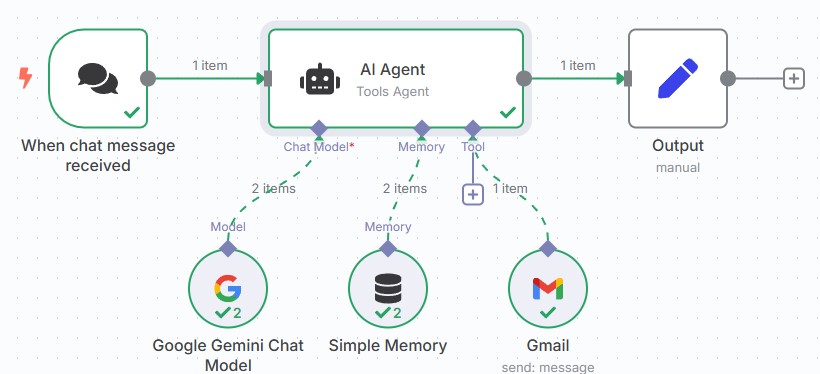 1 item
1 item
AI Agent
Tools Agent
When chat message
received
Chat Model*
Memory
Tool
Output
manual
2 items
2 items
1 item
Model
Memory
2
2
Google Gemini Chat
Model
Simple Memory
Gmail
send: message